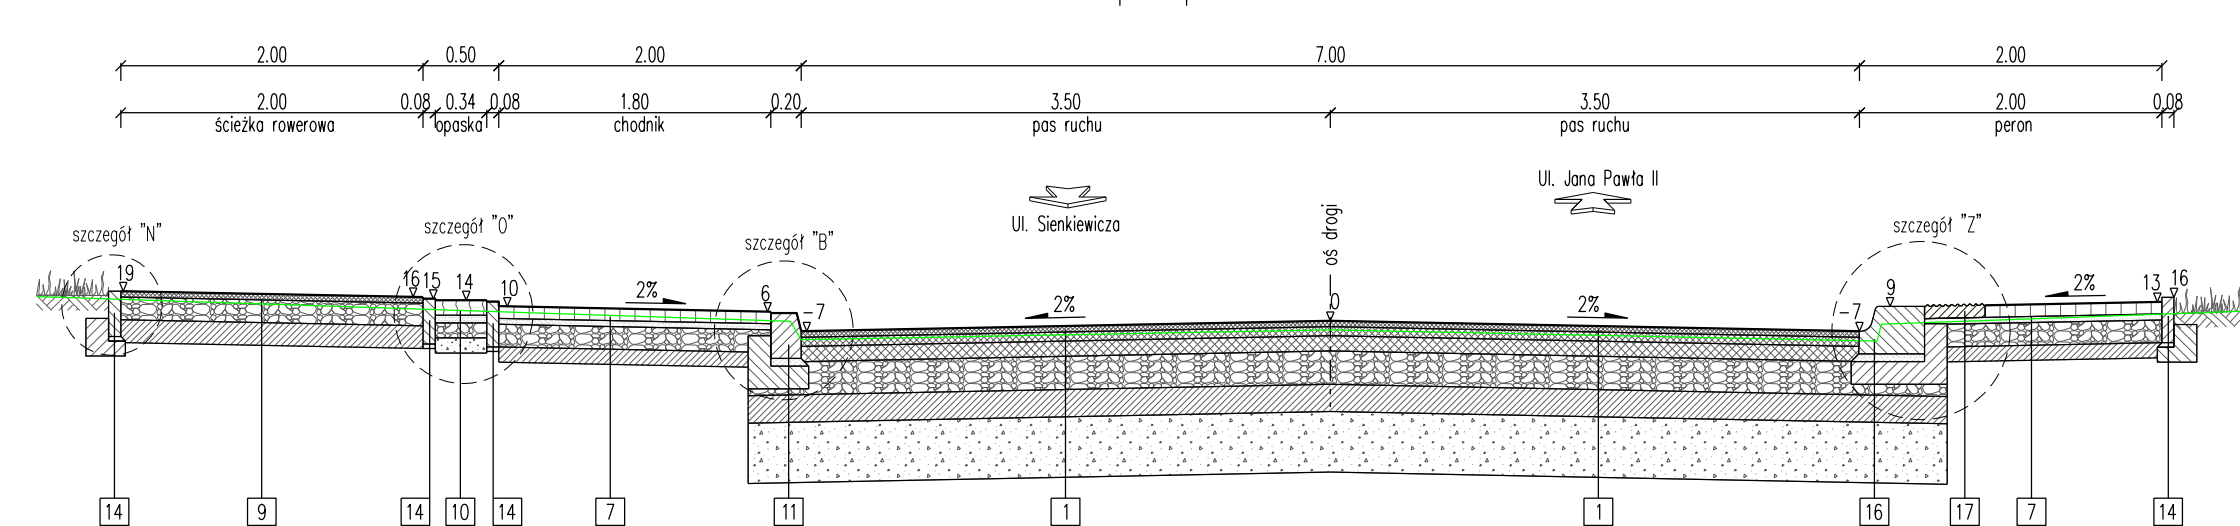 2.00 0.50 2.00 7.00 2.00
2.00 0.08 0.34 0.08 1.80 0.20 3.50 3.50 2.00 0.08
ścieżka rowerowa opaska chodnik pas ruchu pas ruchu peron
Ul. Jana Pawła II
Ul. Sienkiewicza
oś drogi
szczegół "N" szczegół "O" szczegół "B" szczegół "Z"
19 16 15 14 10 2% 6 -7 2% 0 2% -7 9 2% 13 16
14 9 14 10 14 7 11 1 1 16 17 7 14